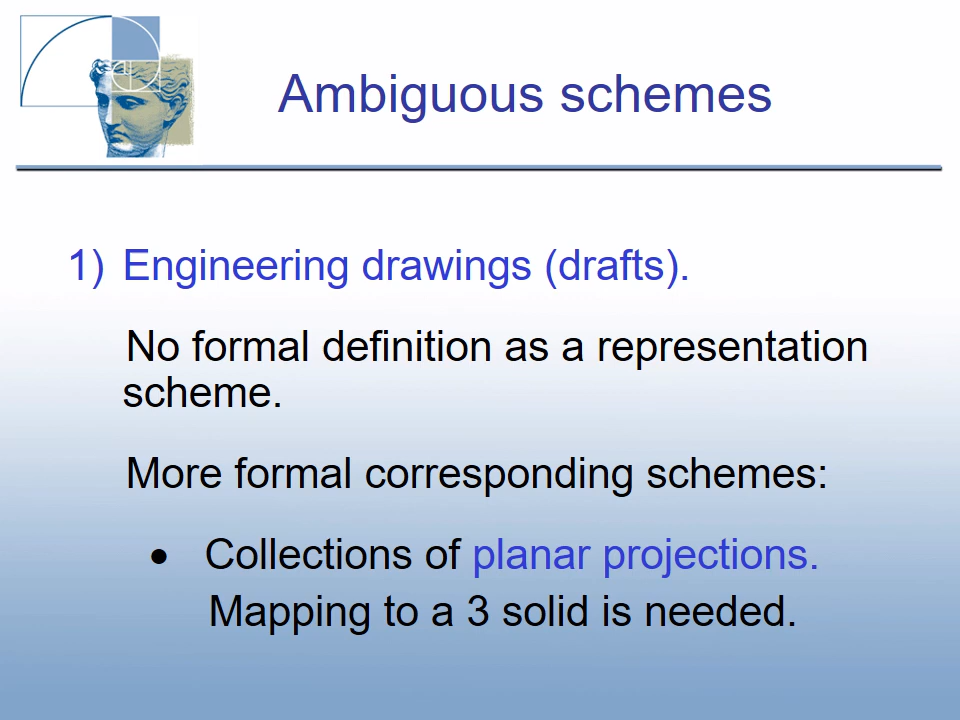 Ambiguous schemes
1) Engineering drawings (drafts).
No formal definition as a representation
scheme.
More formal corresponding schemes:
• Collections of planar projections.
Mapping to a 3 solid is needed.